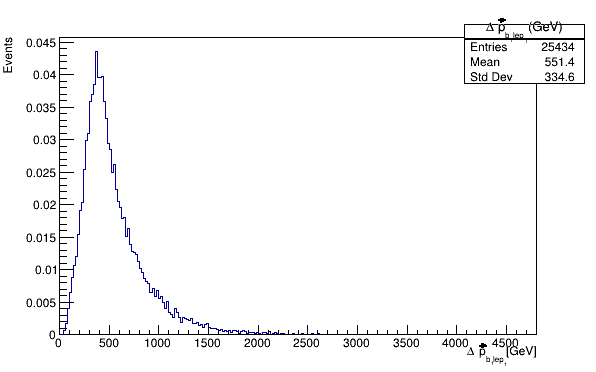 Δ p⃗_b,lep₁ (GeV)
Entries 25434
Mean 551.4
Std Dev 334.6
Events
0.045
0.04
0.035
0.03
0.025
0.02
0.015
0.01
0.005
0
0 500 1000 1500 2000 2500 3000 3500 4000 4500
Δ p⃗_b,lep₁ [GeV]